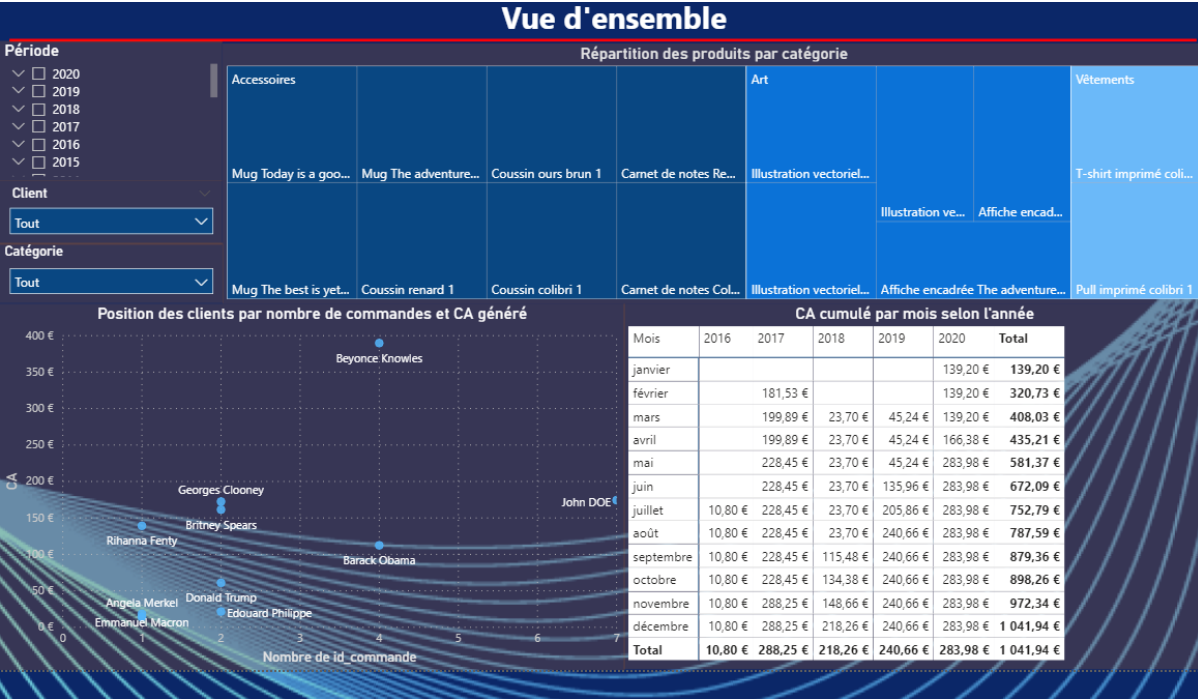 Vue d'ensemble
Période
2020
2019
2018
2017
2016
2015
Client
Tout
Catégorie
Tout
Répartition des produits par catégorie
Accessoires
Art
Vêtements
Mug Today is a goo... Mug The adventure... Coussin ours brun 1 Carnet de notes Re... Illustration vectoriel... T-shirt imprimé coli...
Illustration ve... Affiche encad...
Mug The best is yet... Coussin renard 1 Coussin colibri 1 Carnet de notes Col... Illustration vectoriel... Affiche encadrée The adventure... Pull imprimé colibri 1
Position des clients par nombre de commandes et CA généré
400 €
350 €
300 €
250 €
200 €
150 €
100 €
50 €
0 €
CA
Beyonce Knowles
Georges Clooney
John DOE
Britney Spears
Rihanna Fenty
Barack Obama
Angela Merkel
Donald Trump
Edouard Philippe
Emmanuel Macron
0 1 2 3 4 5 6 7
Nombre de id_commande
CA cumulé par mois selon l'année
Mois 2016 2017 2018 2019 2020 Total
janvier 139,20 € 139,20 €
février 181,53 € 139,20 € 320,73 €
mars 199,89 € 23,70 € 45,24 € 139,20 € 408,03 €
avril 199,89 € 23,70 € 45,24 € 166,38 € 435,21 €
mai 228,45 € 23,70 € 45,24 € 283,98 € 581,37 €
juin 228,45 € 23,70 € 135,96 € 283,98 € 672,09 €
juillet 10,80 € 228,45 € 23,70 € 205,86 € 283,98 € 752,79 €
août 10,80 € 228,45 € 23,70 € 240,66 € 283,98 € 787,59 €
septembre 10,80 € 228,45 € 115,48 € 240,66 € 283,98 € 879,36 €
octobre 10,80 € 228,45 € 134,38 € 240,66 € 283,98 € 898,26 €
novembre 10,80 € 288,25 € 148,66 € 240,66 € 283,98 € 972,34 €
décembre 10,80 € 288,25 € 218,26 € 240,66 € 283,98 € 1 041,94 €
Total 10,80 € 288,25 € 218,26 € 240,66 € 283,98 € 1 041,94 €